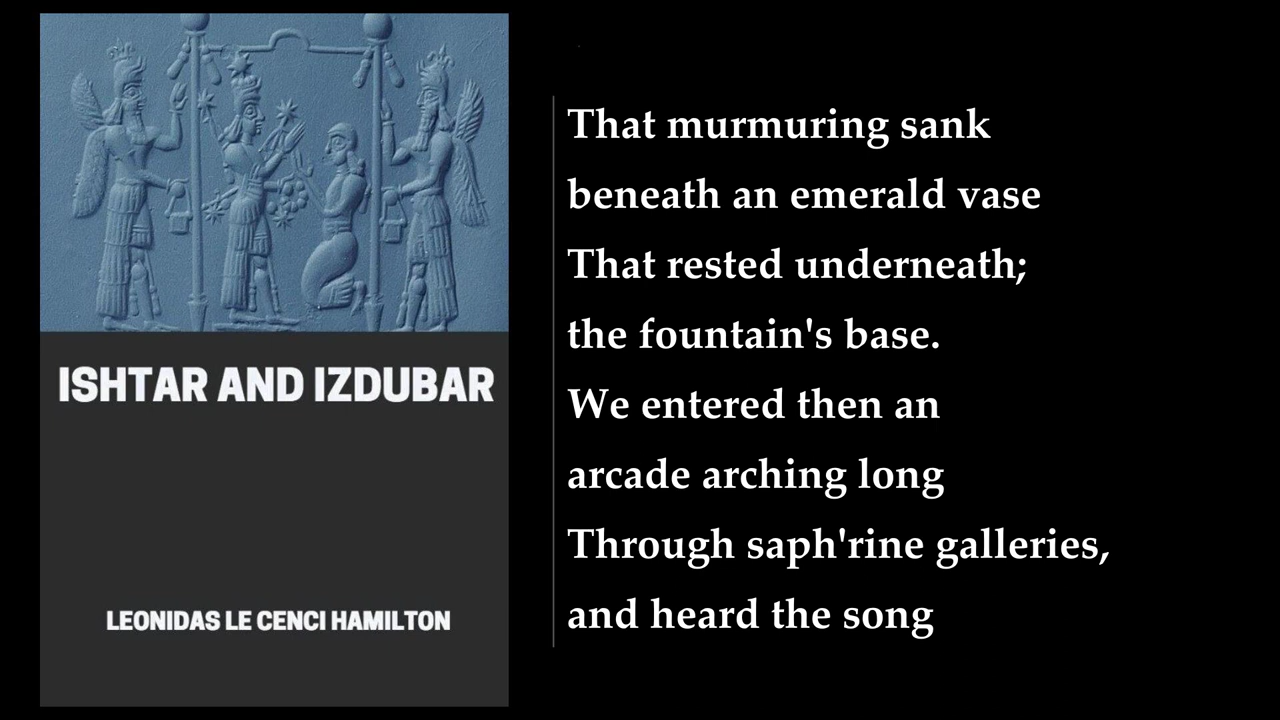 ISHTAR AND IZDUBAR
LEONIDAS LE CENCI HAMILTON
That murmuring sank
beneath an emerald vase
That rested underneath;
the fountain's base.
We entered then an
arcade arching long
Through saph'rine galleries,
and heard the song